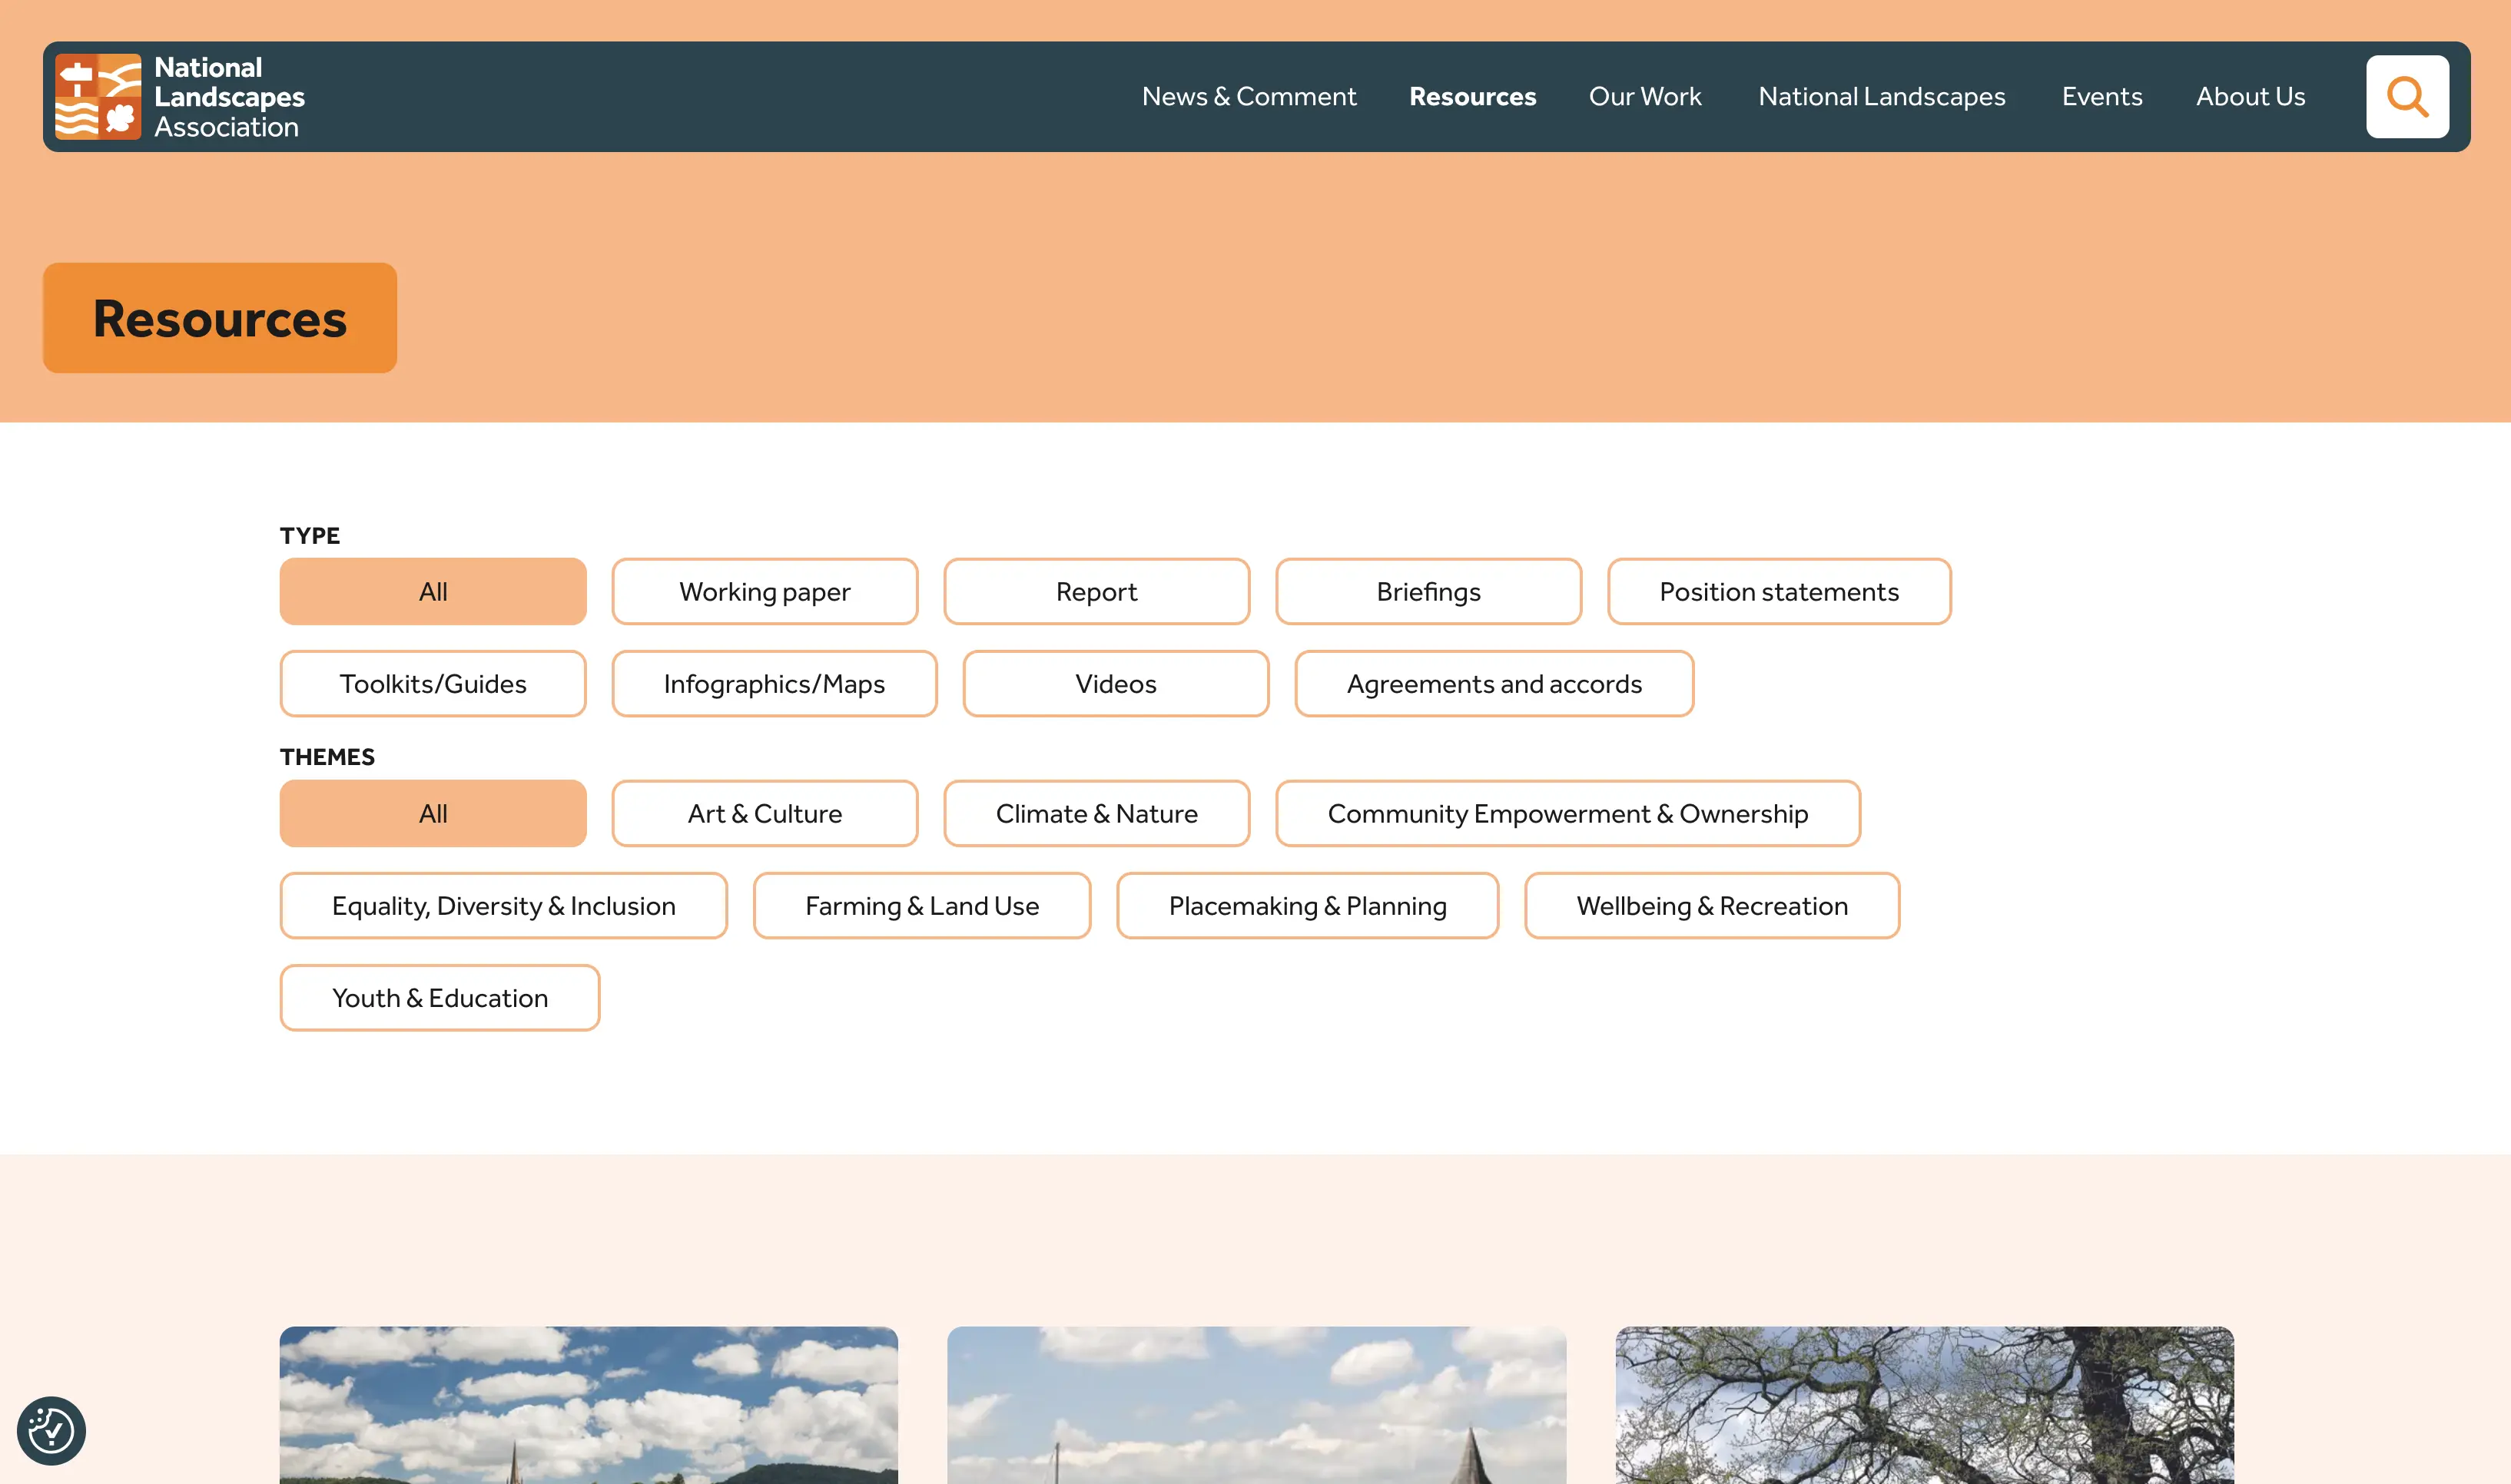 National
Landscapes
Association
News & Comment
Resources
Our Work
National Landscapes
Events
About Us
Resources
TYPE
All
Working paper
Report
Briefings
Position statements
Toolkits/Guides
Infographics/Maps
Videos
Agreements and accords
THEMES
All
Art & Culture
Climate & Nature
Community Empowerment & Ownership
Equality, Diversity & Inclusion
Farming & Land Use
Placemaking & Planning
Wellbeing & Recreation
Youth & Education